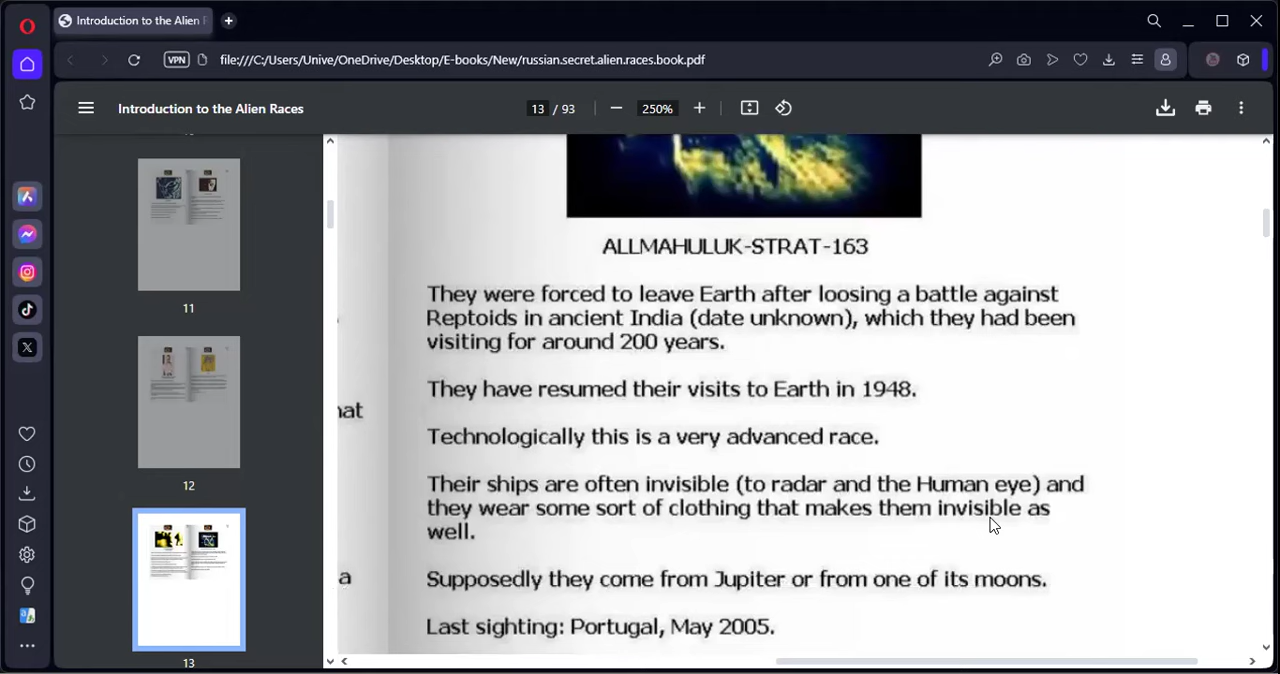 Introduction to the Alien R
VPN
file:///C:/Users/Unive/OneDrive/Desktop/E-books/New/russian.secret.alien.races.book.pdf
Introduction to the Alien Races
13 / 93
250%
11
12
13
ALLMAHULUK-STRAT-163
They were forced to leave Earth after loosing a battle against
Reptoids in ancient India (date unknown), which they had been
visiting for around 200 years.
They have resumed their visits to Earth in 1948.
hat
Technologically this is a very advanced race.
Their ships are often invisible (to radar and the Human eye) and
they wear some sort of clothing that makes them invisible as
well.
a
Supposedly they come from Jupiter or from one of its moons.
Last sighting: Portugal, May 2005.